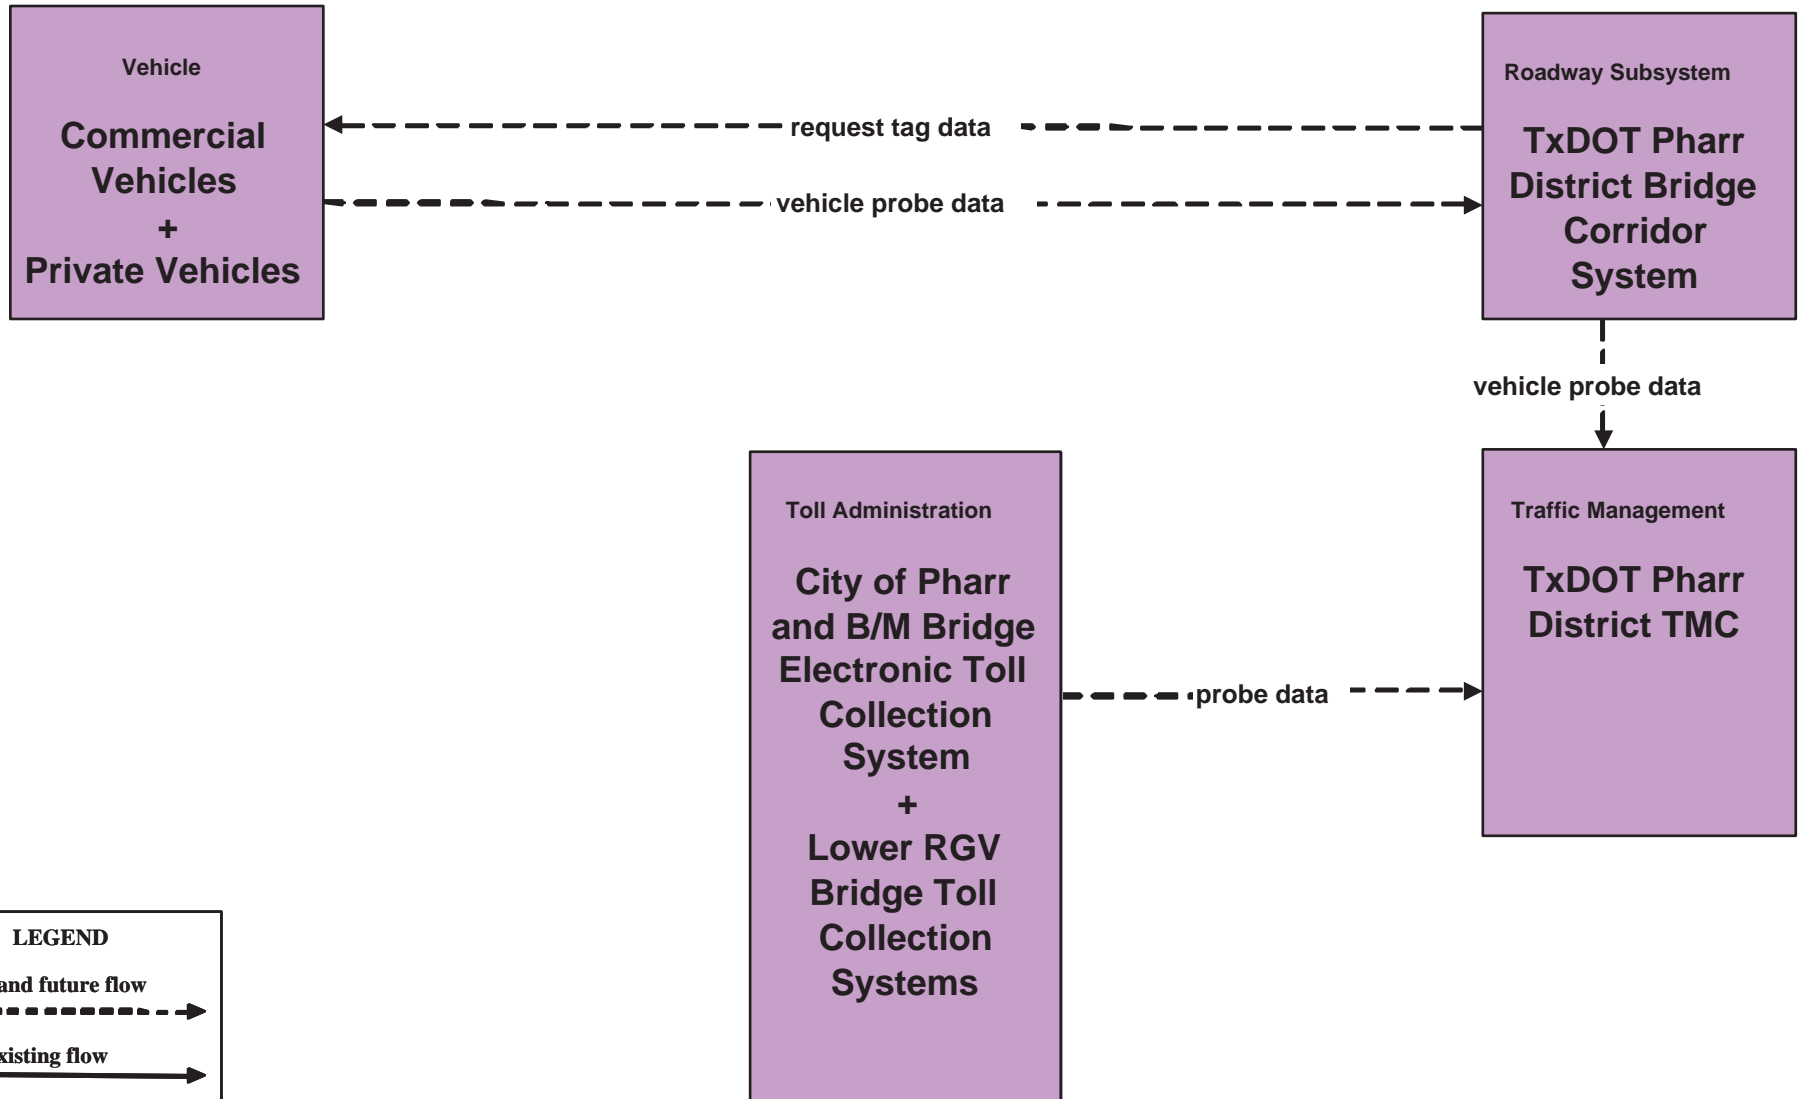 Vehicle
Commercial
Vehicles
+
Private Vehicles
request tag data
vehicle probe data
Roadway Subsystem
TxDOT Pharr
District Bridge
Corridor
System
vehicle probe data
Toll Administration
City of Pharr
and B/M Bridge
Electronic Toll
Collection
System
+
Lower RGV
Bridge Toll
Collection
Systems
probe data
Traffic Management
TxDOT Pharr
District TMC
LEGEND
and future flow
xisting flow